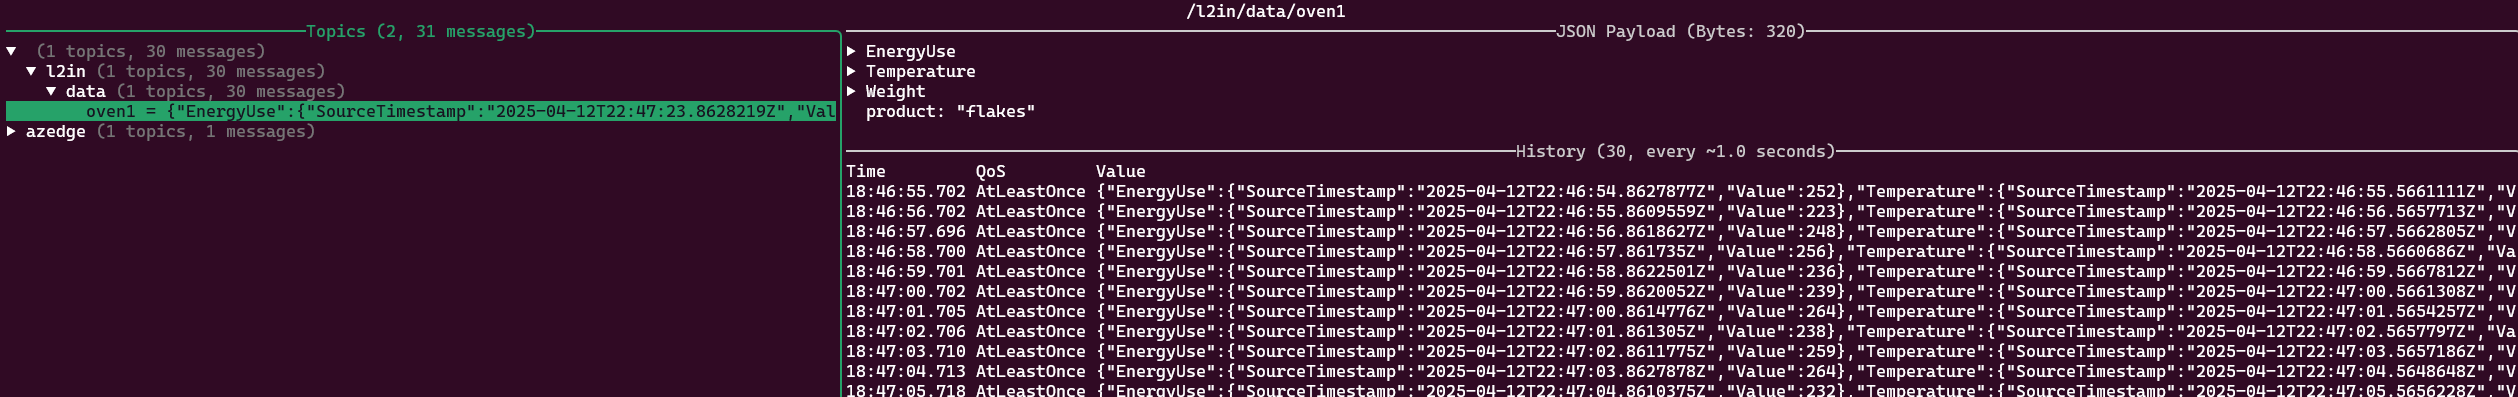 /l2in/data/oven1
Topics (2, 31 messages)
▼ (1 topics, 30 messages)
▼ l2in (1 topics, 30 messages)
▼ data (1 topics, 30 messages)
oven1 = {"EnergyUse":{"SourceTimestamp":"2025-04-12T22:47:23.8628219Z","Val
▶ azedge (1 topics, 1 messages)
JSON Payload (Bytes: 320)
▶ EnergyUse
▶ Temperature
▶ Weight
product: "flakes"
History (30, every ~1.0 seconds)
Time QoS Value
18:46:55.702 AtLeastOnce {"EnergyUse":{"SourceTimestamp":"2025-04-12T22:46:54.8627877Z","Value":252},"Temperature":{"SourceTimestamp":"2025-04-12T22:46:55.5661111Z","V
18:46:56.702 AtLeastOnce {"EnergyUse":{"SourceTimestamp":"2025-04-12T22:46:55.8609559Z","Value":223},"Temperature":{"SourceTimestamp":"2025-04-12T22:46:56.5657713Z","V
18:46:57.696 AtLeastOnce {"EnergyUse":{"SourceTimestamp":"2025-04-12T22:46:56.8618627Z","Value":248},"Temperature":{"SourceTimestamp":"2025-04-12T22:46:57.5662805Z","V
18:46:58.700 AtLeastOnce {"EnergyUse":{"SourceTimestamp":"2025-04-12T22:46:57.861735Z","Value":256},"Temperature":{"SourceTimestamp":"2025-04-12T22:46:58.5660686Z","Va
18:46:59.701 AtLeastOnce {"EnergyUse":{"SourceTimestamp":"2025-04-12T22:46:58.8622501Z","Value":236},"Temperature":{"SourceTimestamp":"2025-04-12T22:46:59.5667812Z","V
18:47:00.702 AtLeastOnce {"EnergyUse":{"SourceTimestamp":"2025-04-12T22:46:59.8620052Z","Value":239},"Temperature":{"SourceTimestamp":"2025-04-12T22:47:00.5661308Z","V
18:47:01.705 AtLeastOnce {"EnergyUse":{"SourceTimestamp":"2025-04-12T22:47:00.8614776Z","Value":264},"Temperature":{"SourceTimestamp":"2025-04-12T22:47:01.5654257Z","V
18:47:02.706 AtLeastOnce {"EnergyUse":{"SourceTimestamp":"2025-04-12T22:47:01.861305Z","Value":238},"Temperature":{"SourceTimestamp":"2025-04-12T22:47:02.5657797Z","Va
18:47:03.710 AtLeastOnce {"EnergyUse":{"SourceTimestamp":"2025-04-12T22:47:02.8611775Z","Value":259},"Temperature":{"SourceTimestamp":"2025-04-12T22:47:03.5657186Z","V
18:47:04.713 AtLeastOnce {"EnergyUse":{"SourceTimestamp":"2025-04-12T22:47:03.8627878Z","Value":264},"Temperature":{"SourceTimestamp":"2025-04-12T22:47:04.5648648Z","V
18:47:05.718 AtLeastOnce {"EnergyUse":{"SourceTimestamp":"2025-04-12T22:47:04.8610375Z","Value":232},"Temperature":{"SourceTimestamp":"2025-04-12T22:47:05.5656228Z","V